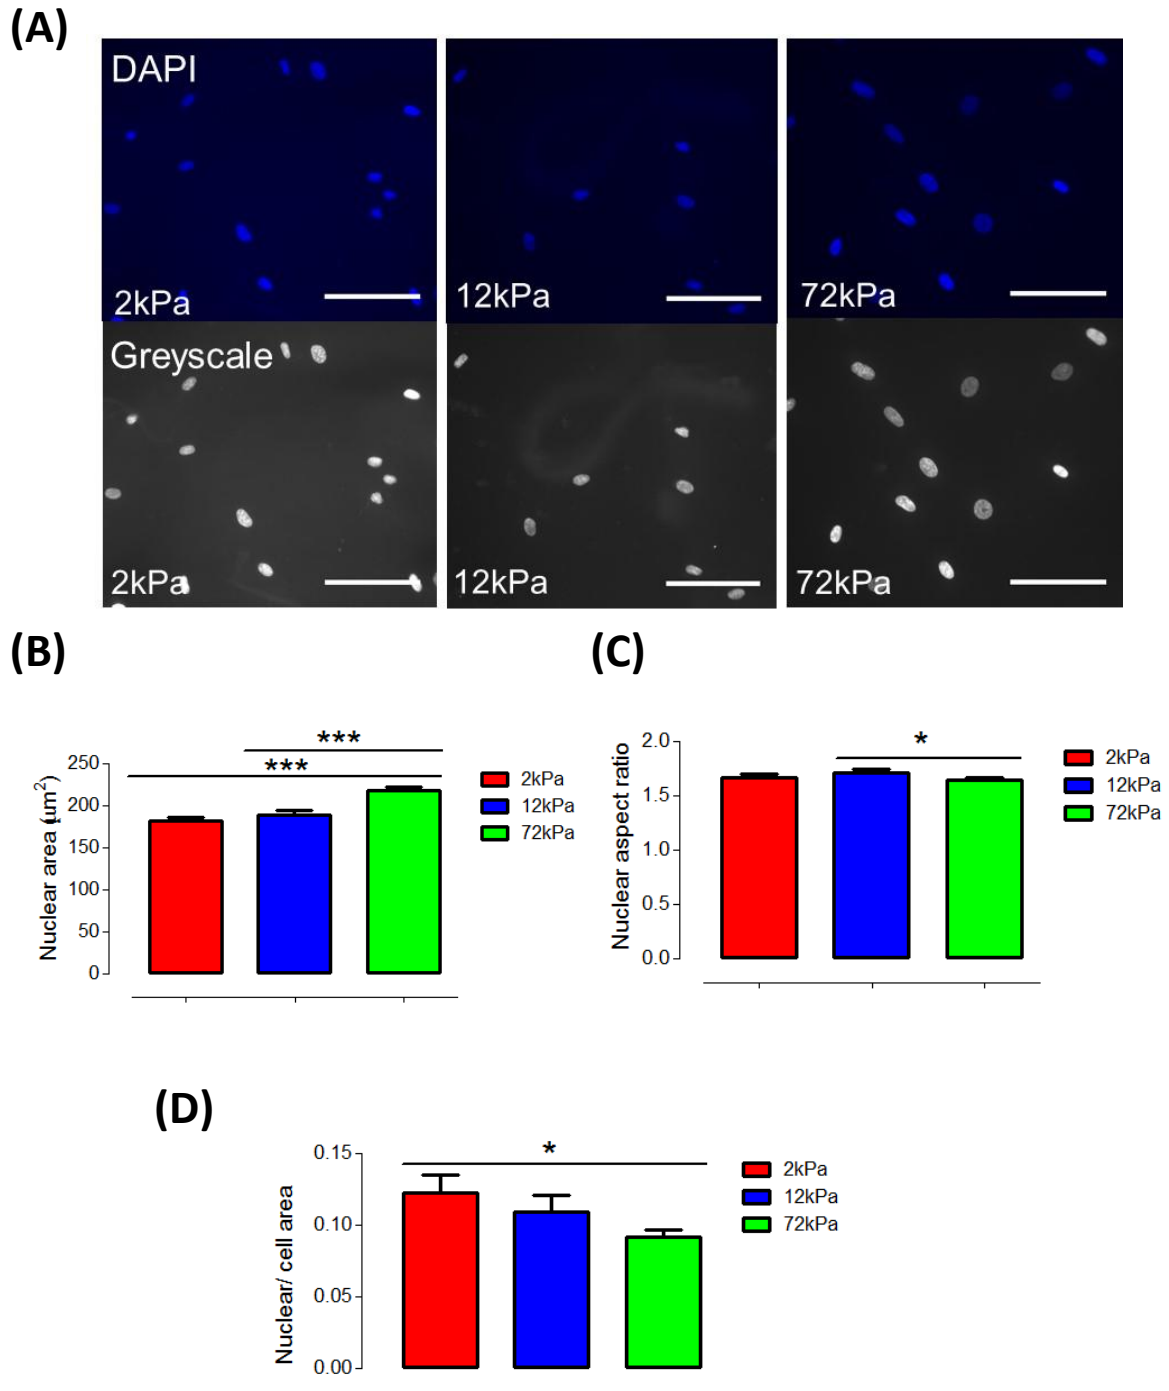 (A)
DAPI
2kPa
12kPa
72kPa
Greyscale
2kPa
12kPa
72kPa
(B)
(C)
***
***
Nuclear area (μm²)
250
200
150
100
50
0
2kPa
12kPa
72kPa
*
Nuclear aspect ratio
2.0
1.5
1.0
0.5
0.0
2kPa
12kPa
72kPa
(D)
*
Nuclear/ cell area
0.15
0.10
0.05
0.00
2kPa
12kPa
72kPa